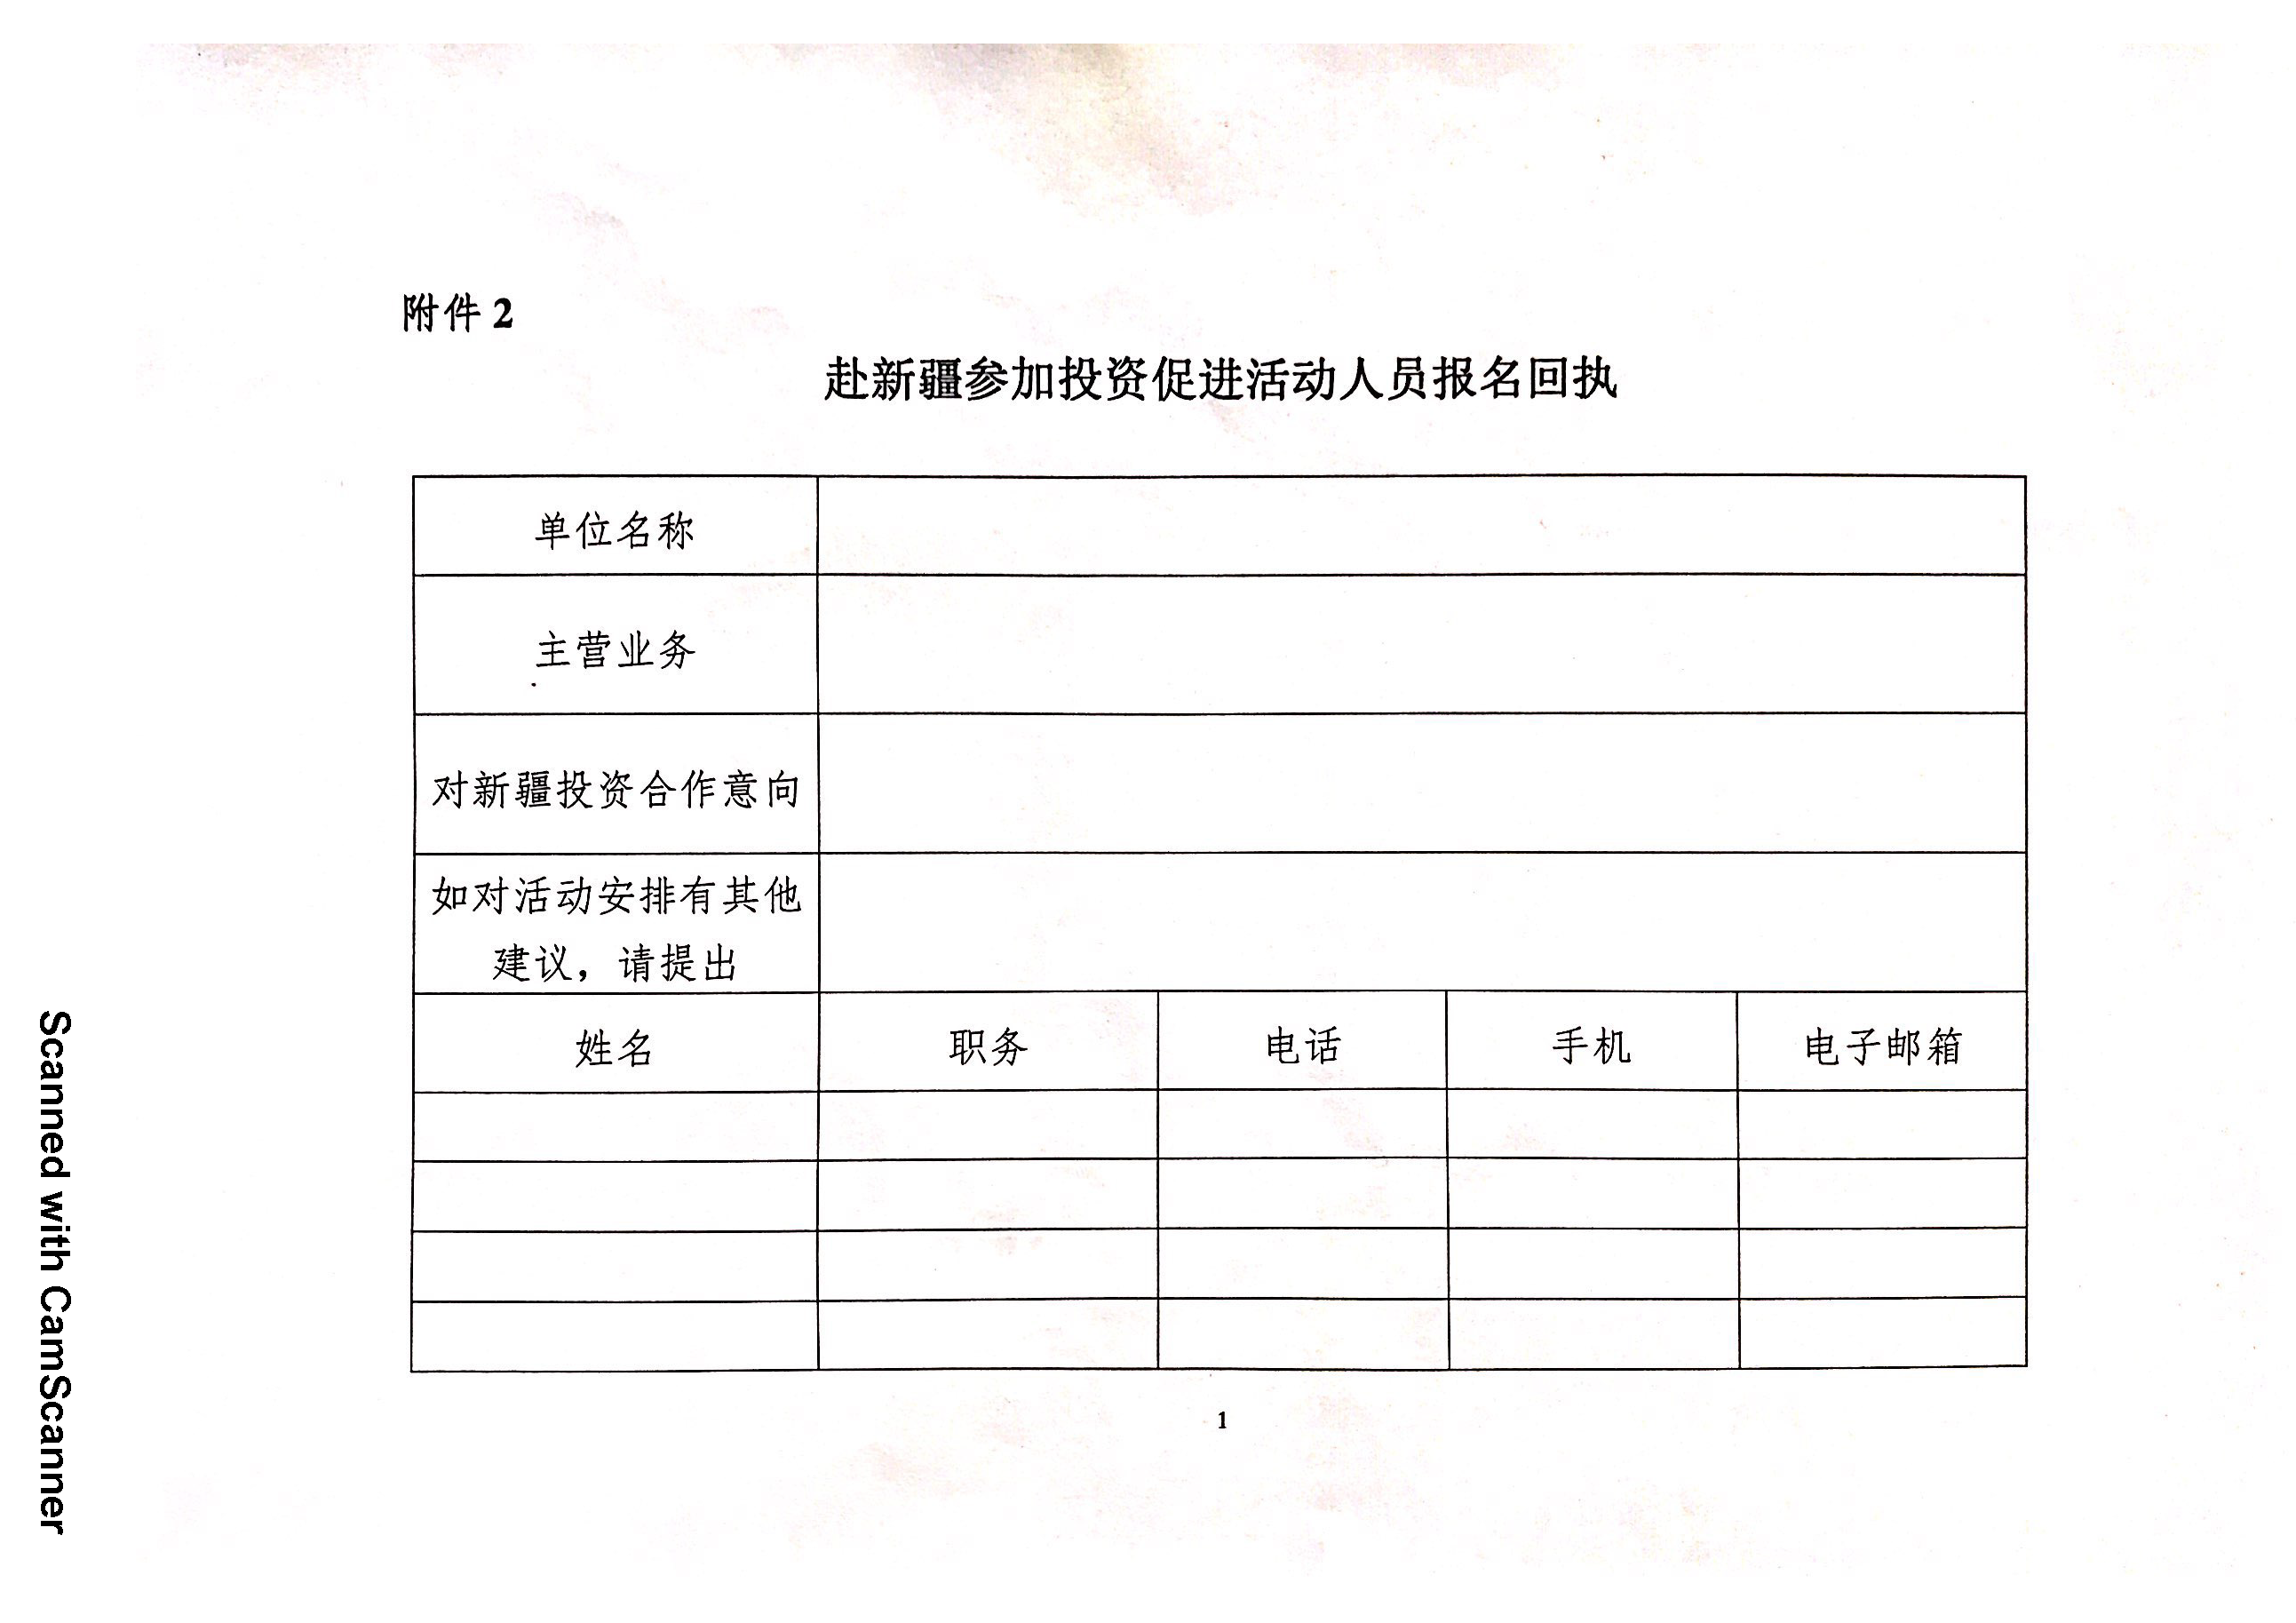 附件 2
赴新疆参加投资促进活动人员报名回执
单位名称
主营业务
对新疆投资合作意向
如对活动安排有其他
建议，请提出
姓名 职务 电话 手机 电子邮箱
1
Scanned with CamScanner